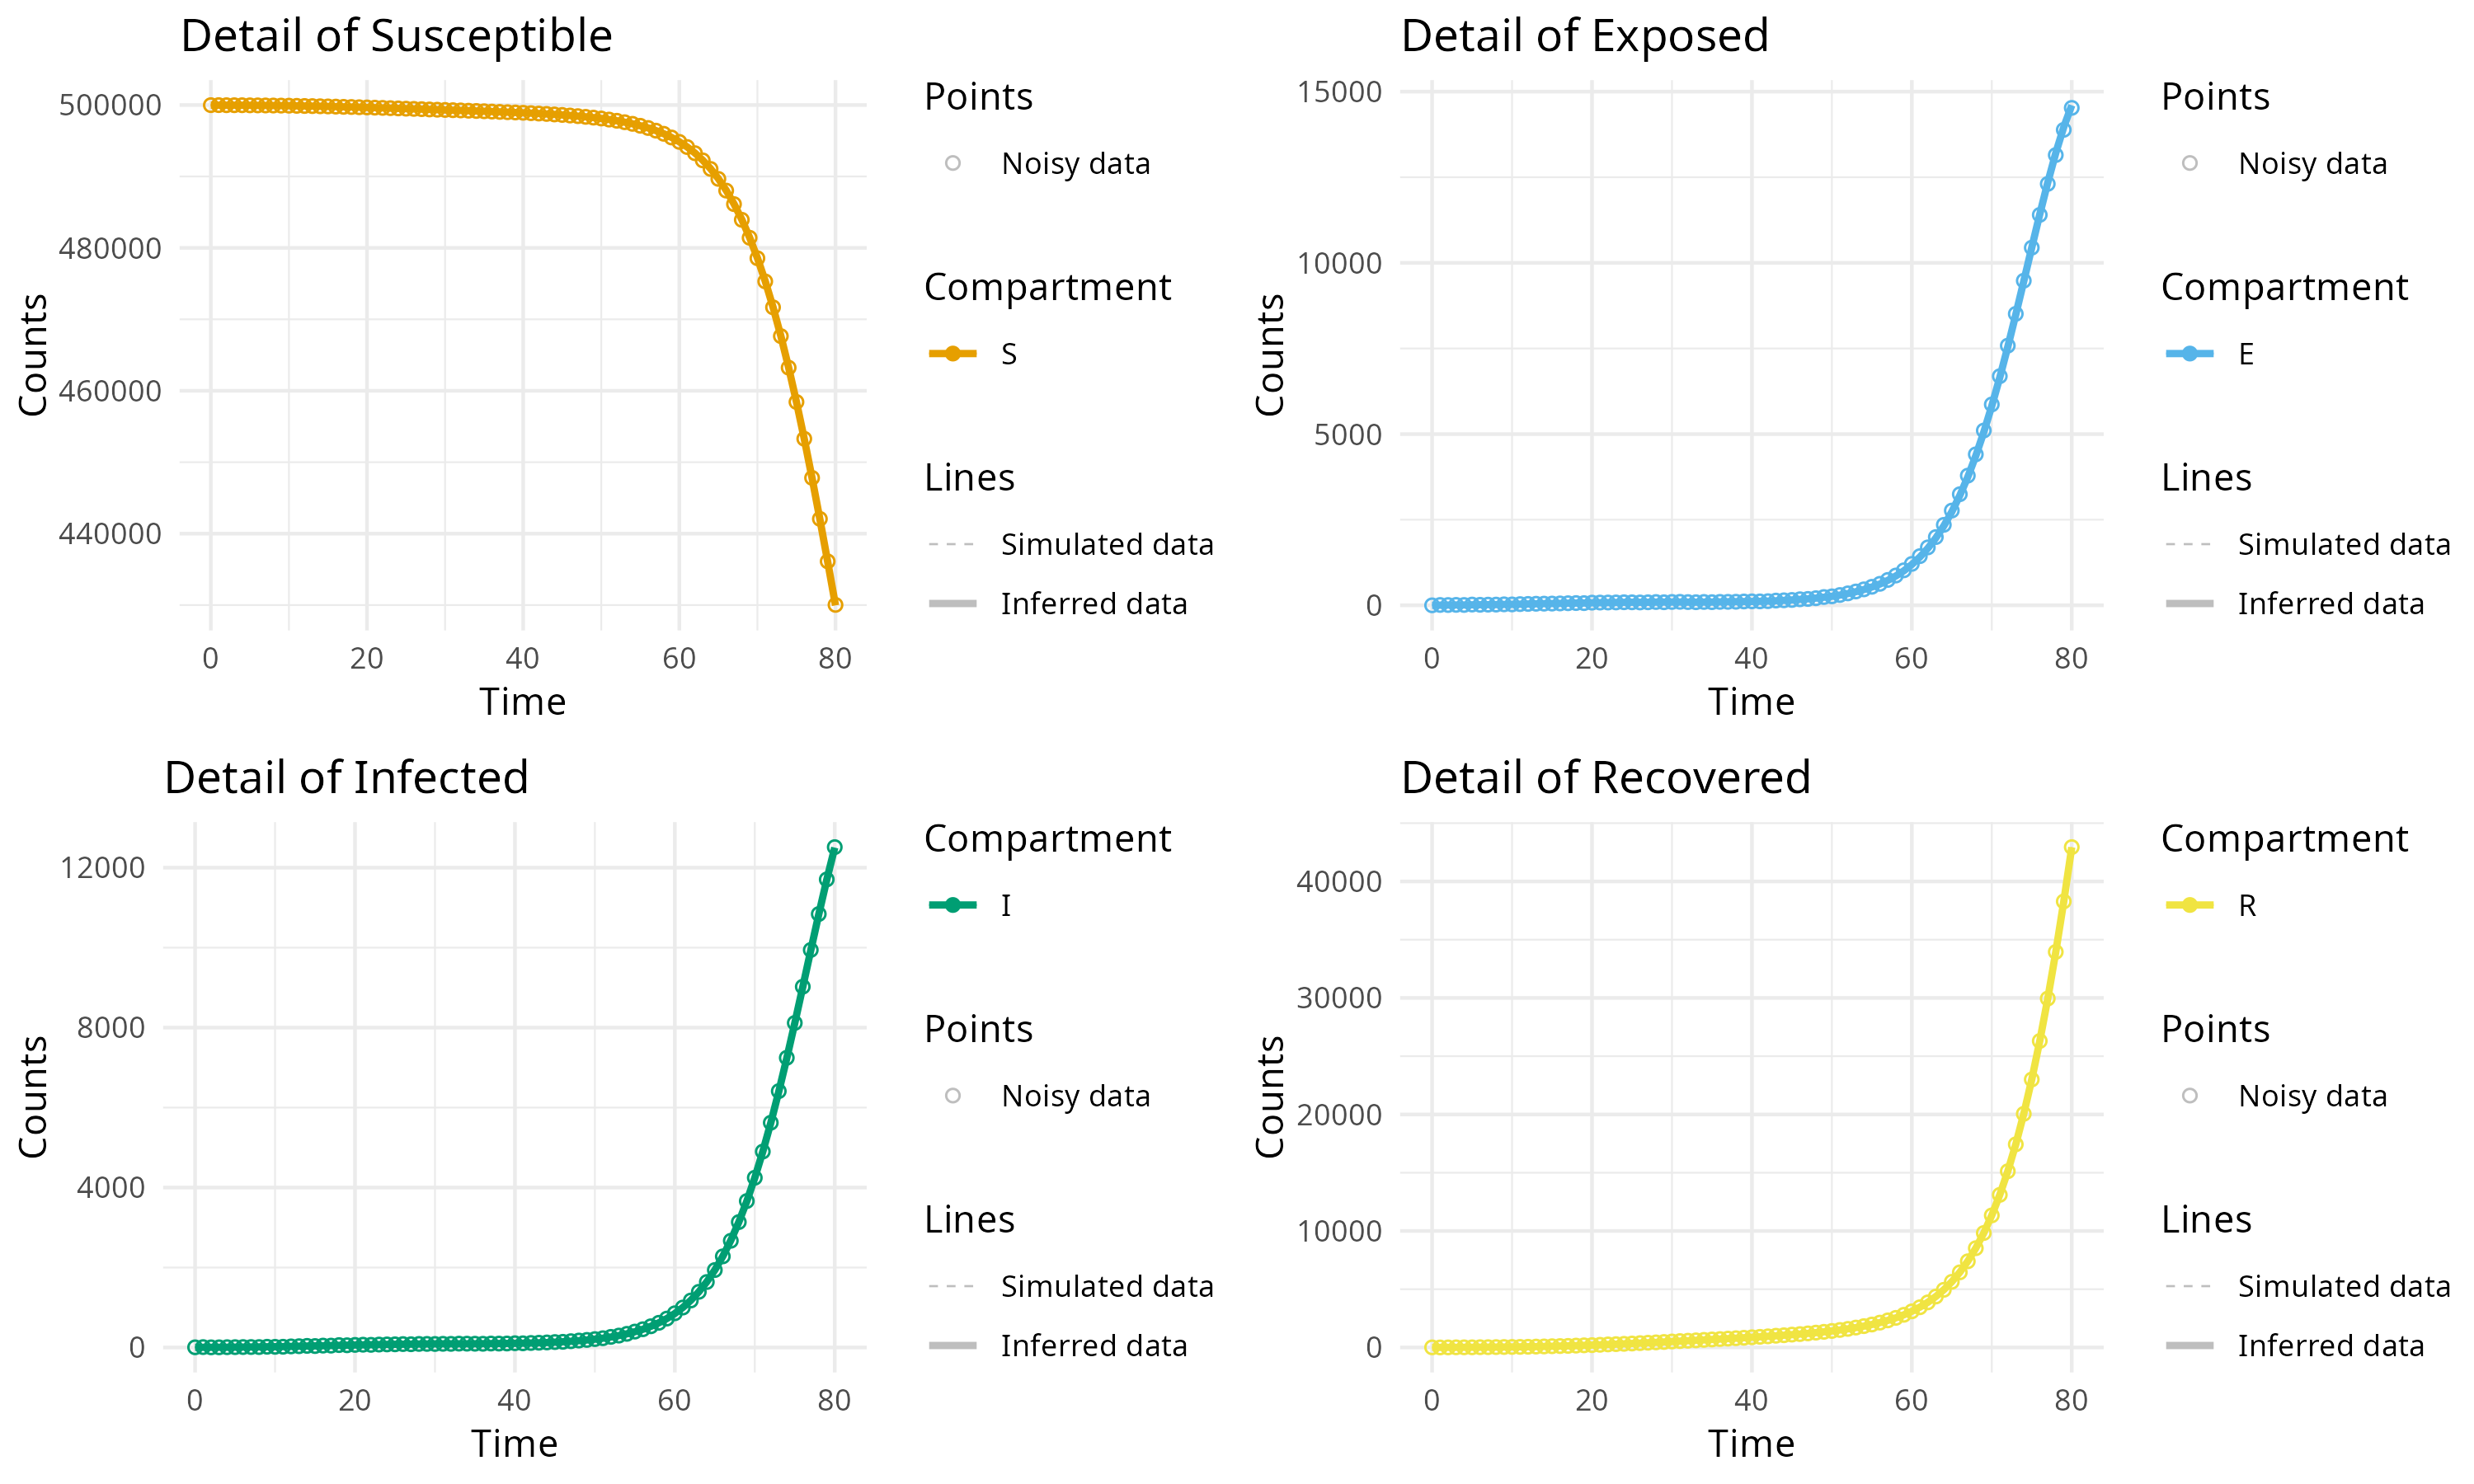 Detail of Susceptible
Counts
500000
480000
460000
440000
0 20 40 60 80
Time
Points
Noisy data
Compartment
S
Lines
Simulated data
Inferred data
Detail of Exposed
Counts
15000
10000
5000
0
0 20 40 60 80
Time
Points
Noisy data
Compartment
E
Lines
Simulated data
Inferred data
Detail of Infected
Counts
12000
8000
4000
0
0 20 40 60 80
Time
Compartment
I
Points
Noisy data
Lines
Simulated data
Inferred data
Detail of Recovered
Counts
40000
30000
20000
10000
0
0 20 40 60 80
Time
Compartment
R
Points
Noisy data
Lines
Simulated data
Inferred data